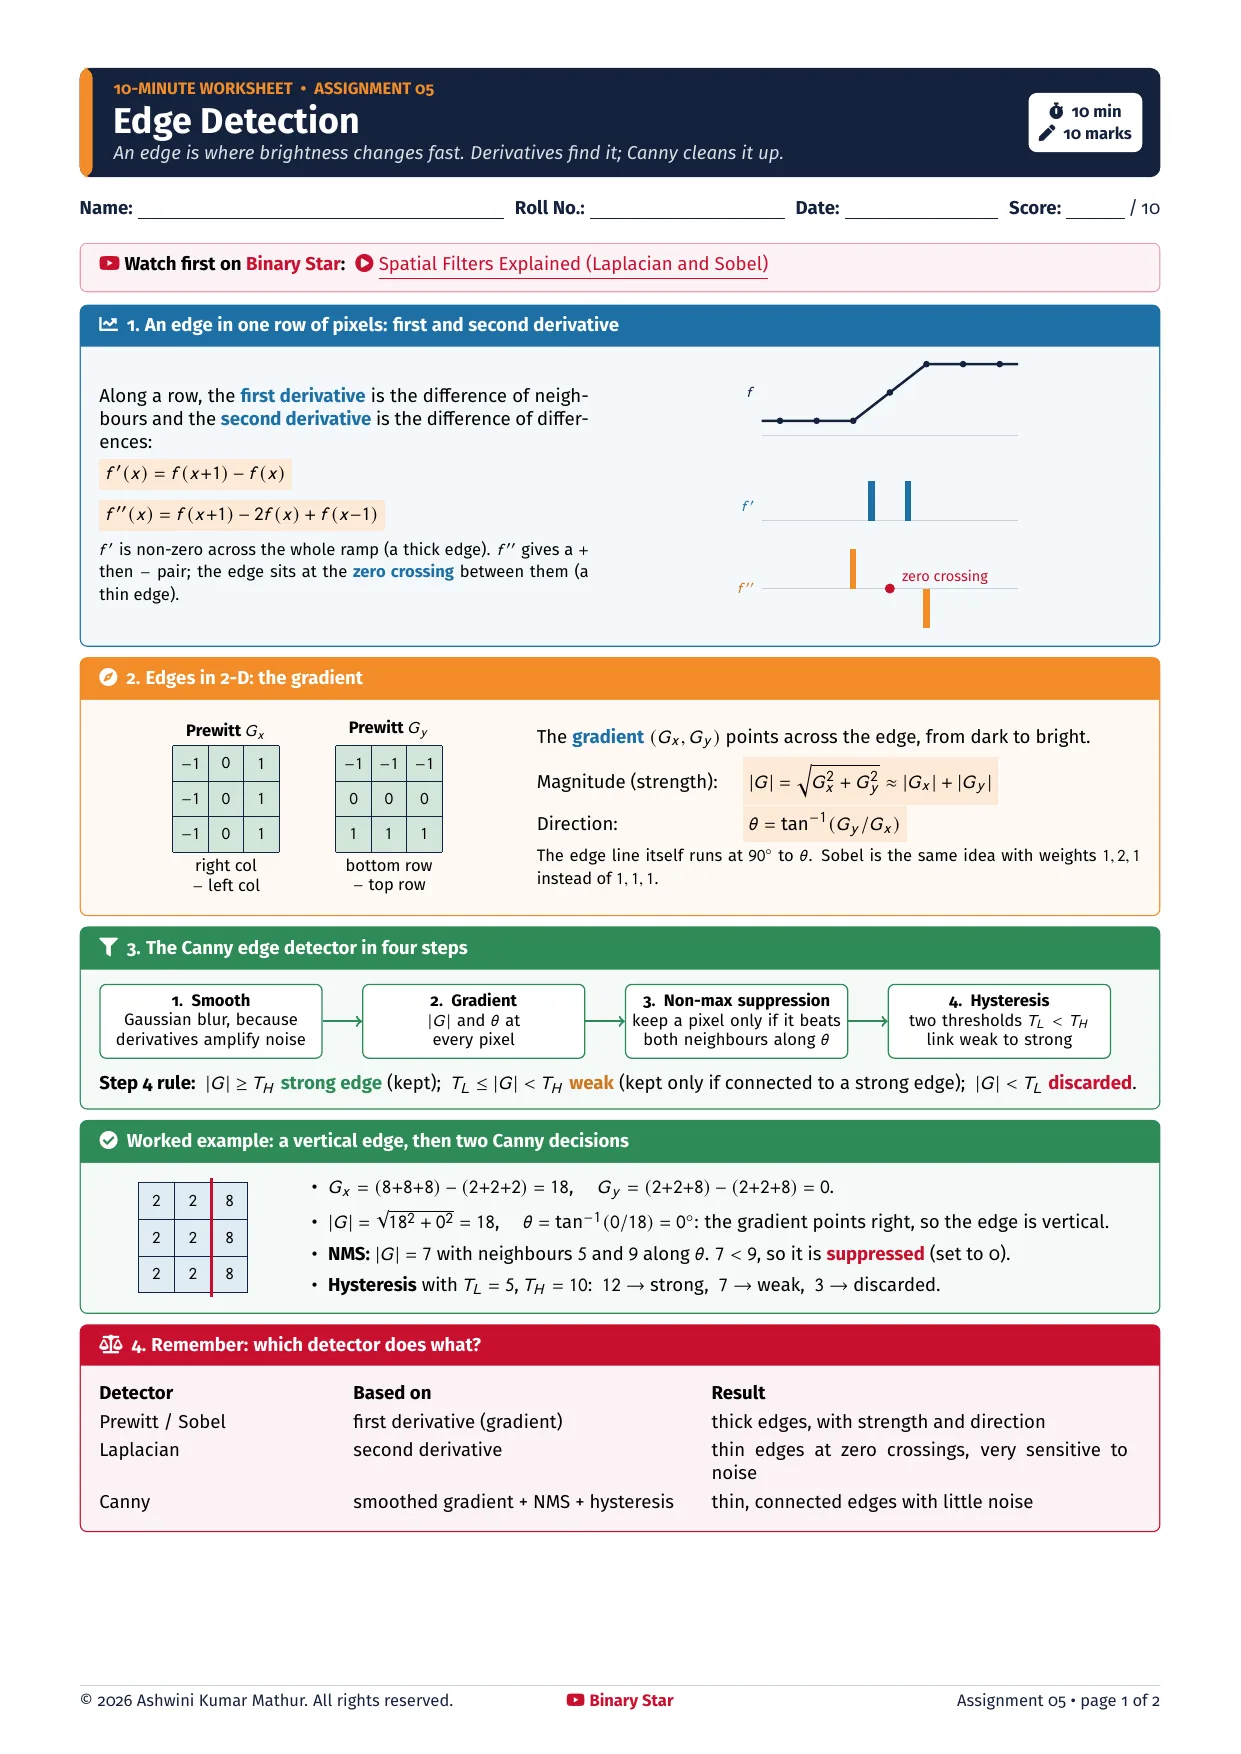 10-MINUTE WORKSHEET • ASSIGNMENT 05
Edge Detection
An edge is where brightness changes fast. Derivatives find it; Canny cleans it up.
10 min
10 marks
Name: Roll No.: Date: Score: / 10
Watch first on Binary Star: Spatial Filters Explained (Laplacian and Sobel)
1. An edge in one row of pixels: first and second derivative
Along a row, the first derivative is the difference of neigh-
bours and the second derivative is the difference of differ-
ences:
f′(x) = f(x+1) − f(x)
f′′(x) = f(x+1) − 2f(x) + f(x−1)
f′ is non-zero across the whole ramp (a thick edge). f′′ gives a +
then − pair; the edge sits at the zero crossing between them (a
thin edge).
f
f′
f′′
zero crossing
2. Edges in 2-D: the gradient
Prewitt Gx
−1 0 1
−1 0 1
−1 0 1
right col
− left col
Prewitt Gy
−1 −1 −1
0 0 0
1 1 1
bottom row
− top row
The gradient (Gx, Gy) points across the edge, from dark to bright.
Magnitude (strength): |G| = √(Gx² + Gy²) ≈ |Gx| + |Gy|
Direction: θ = tan⁻¹(Gy/Gx)
The edge line itself runs at 90° to θ. Sobel is the same idea with weights 1, 2, 1
instead of 1, 1, 1.
3. The Canny edge detector in four steps
1. Smooth
Gaussian blur, because
derivatives amplify noise
2. Gradient
|G| and θ at
every pixel
3. Non-max suppression
keep a pixel only if it beats
both neighbours along θ
4. Hysteresis
two thresholds TL < TH
link weak to strong
Step 4 rule: |G| ≥ TH strong edge (kept); TL ≤ |G| < TH weak (kept only if connected to a strong edge); |G| < TL discarded.
Worked example: a vertical edge, then two Canny decisions
2 2 8
2 2 8
2 2 8
• Gx = (8+8+8) − (2+2+2) = 18, Gy = (2+2+8) − (2+2+8) = 0.
• |G| = √(18² + 0²) = 18, θ = tan⁻¹(0/18) = 0°: the gradient points right, so the edge is vertical.
• NMS: |G| = 7 with neighbours 5 and 9 along θ. 7 < 9, so it is suppressed (set to 0).
• Hysteresis with TL = 5, TH = 10: 12 → strong, 7 → weak, 3 → discarded.
4. Remember: which detector does what?
Detector Based on Result
Prewitt / Sobel first derivative (gradient) thick edges, with strength and direction
Laplacian second derivative thin edges at zero crossings, very sensitive to
noise
Canny smoothed gradient + NMS + hysteresis thin, connected edges with little noise
© 2026 Ashwini Kumar Mathur. All rights reserved.
Binary Star
Assignment 05 • page 1 of 2